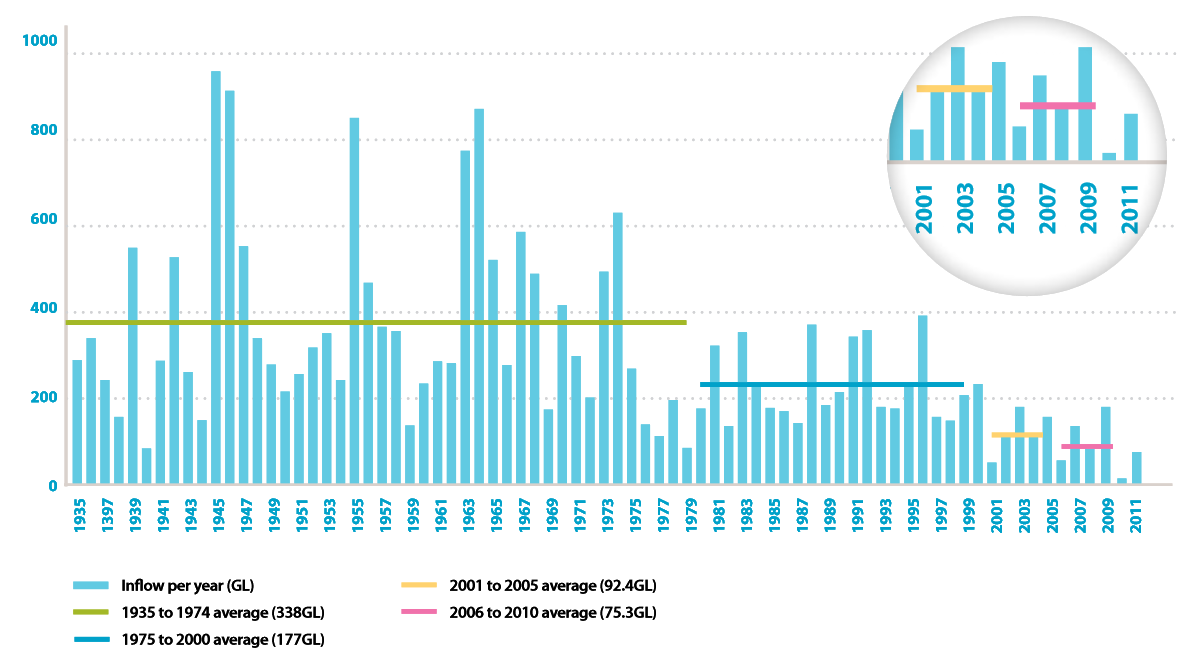 1000
800
600
400
200
0
1935 1397 1939 1941 1943 1945 1947 1949 1951 1953 1955 1957 1959 1961 1963 1965 1967 1969 1971 1973 1975 1977 1979 1981 1983 1985 1987 1989 1991 1993 1995 1997 1999 2001 2003 2005 2007 2009 2011
2001 2003 2005 2007 2009 2011
Inflow per year (GL)
1935 to 1974 average (338GL)
1975 to 2000 average (177GL)
2001 to 2005 average (92.4GL)
2006 to 2010 average (75.3GL)